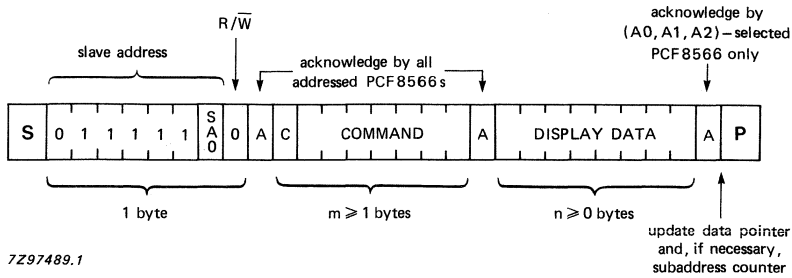 R/W̅
slave address
acknowledge by all
addressed PCF8566s
acknowledge by
(A0, A1, A2)–selected
PCF8566 only
S 0 1 1 1 1 1 SA0 0 A C COMMAND A DISPLAY DATA A P
1 byte
m ⩾ 1 bytes
n ⩾ 0 bytes
update data pointer
and, if necessary,
subaddress counter
7Z97489.1